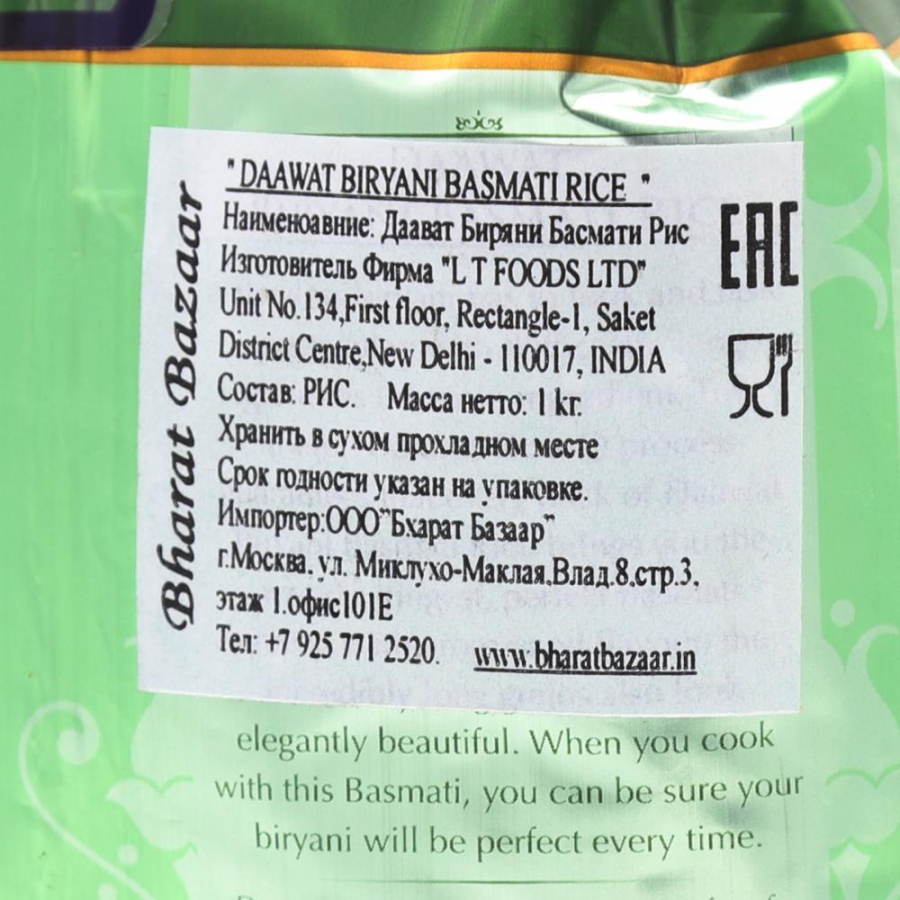 " DAAWAT BIRYANI BASMATI RICE "
Наименоавние: Даават Биряни Басмати Рис
Изготовитель Фирма "L T FOODS LTD"
Unit No.134,First floor, Rectangle-1, Saket
District Centre,New Delhi - 110017, INDIA
Состав: РИС. Масса нетто: 1 кг.
Хранить в сухом прохладном месте
Срок годности указан на упаковке.
Импортер:ООО"Бхарат Базаар"
г.Москва, ул. Миклухо-Маклая,Влад.8,стр.3,
этаж 1.офис101Е
Тел: +7 925 771 2520. www.bharatbazaar.in
Bharat Bazaar
EAC
elegantly beautiful. When you cook
with this Basmati, you can be sure your
biryani will be perfect every time.